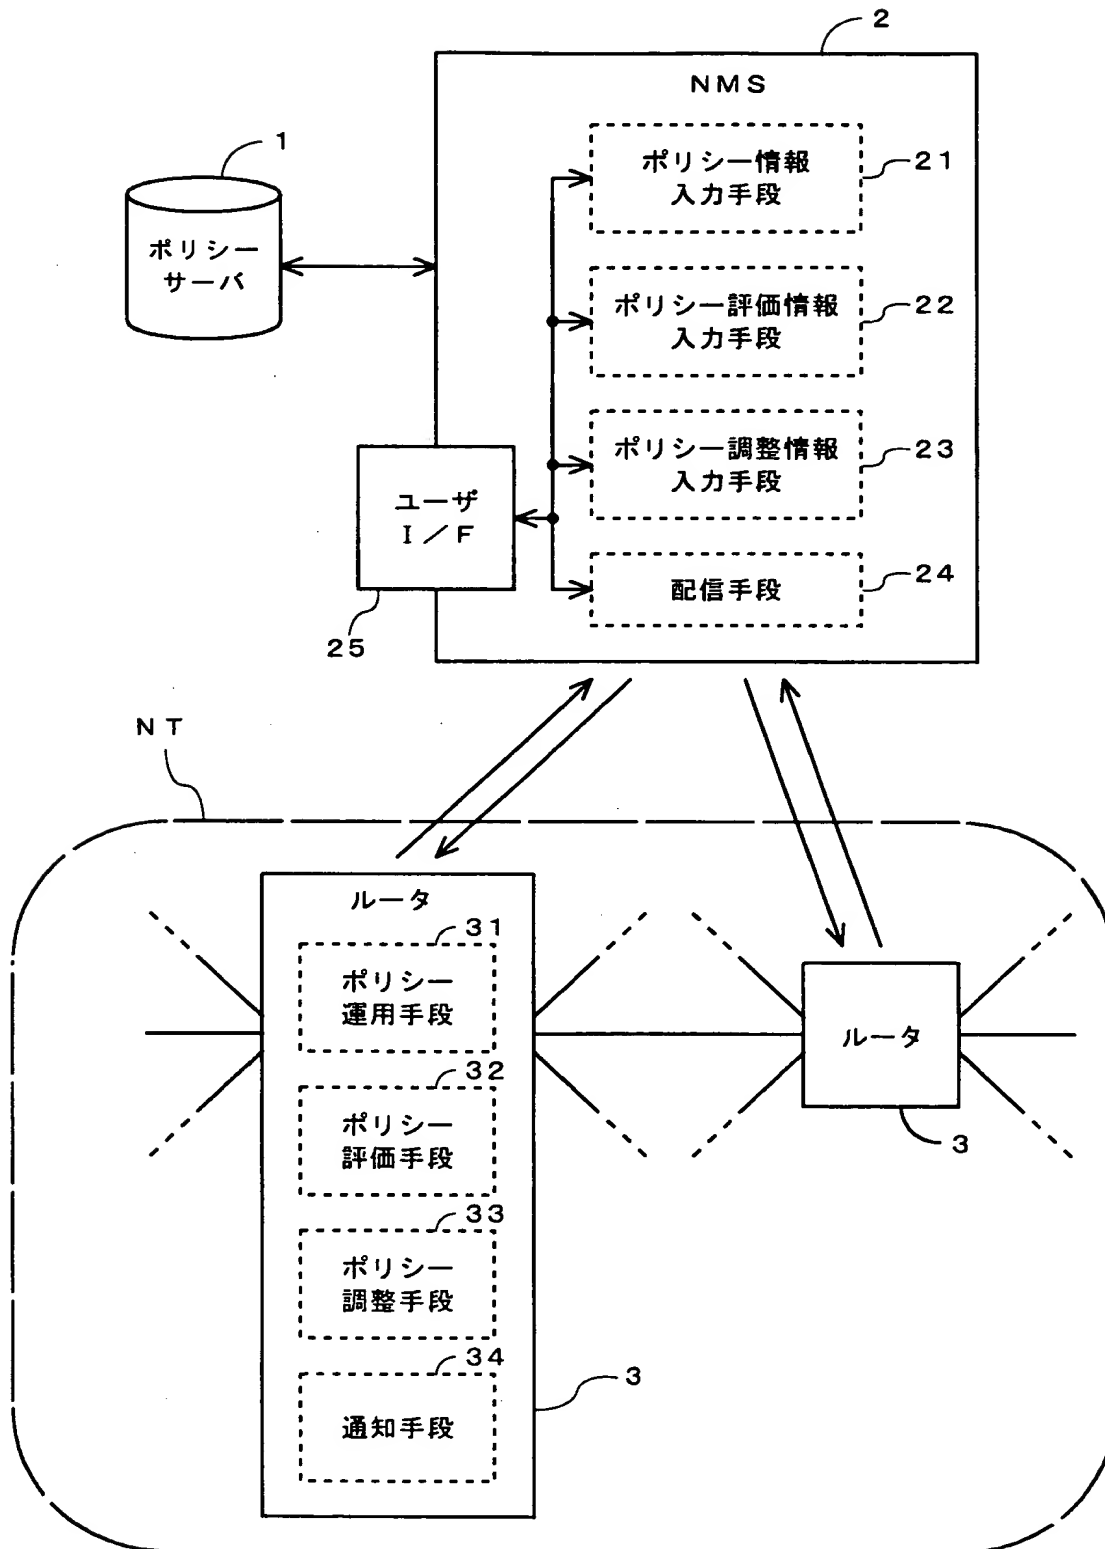 2
NMS
1
ポリシー
サーバ
ポリシー情報
入力手段
21
ポリシー評価情報
入力手段
22
ポリシー調整情報
入力手段
23
ユーザ
I/F
25
配信手段
24
NT
ルータ
31
ポリシー
運用手段
32
ポリシー
評価手段
33
ポリシー
調整手段
34
通知手段
3
ルータ
3